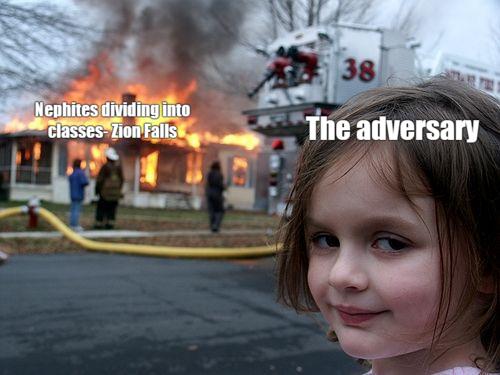 38
Nephites dividing into
classes- Zion Falls
The adversary